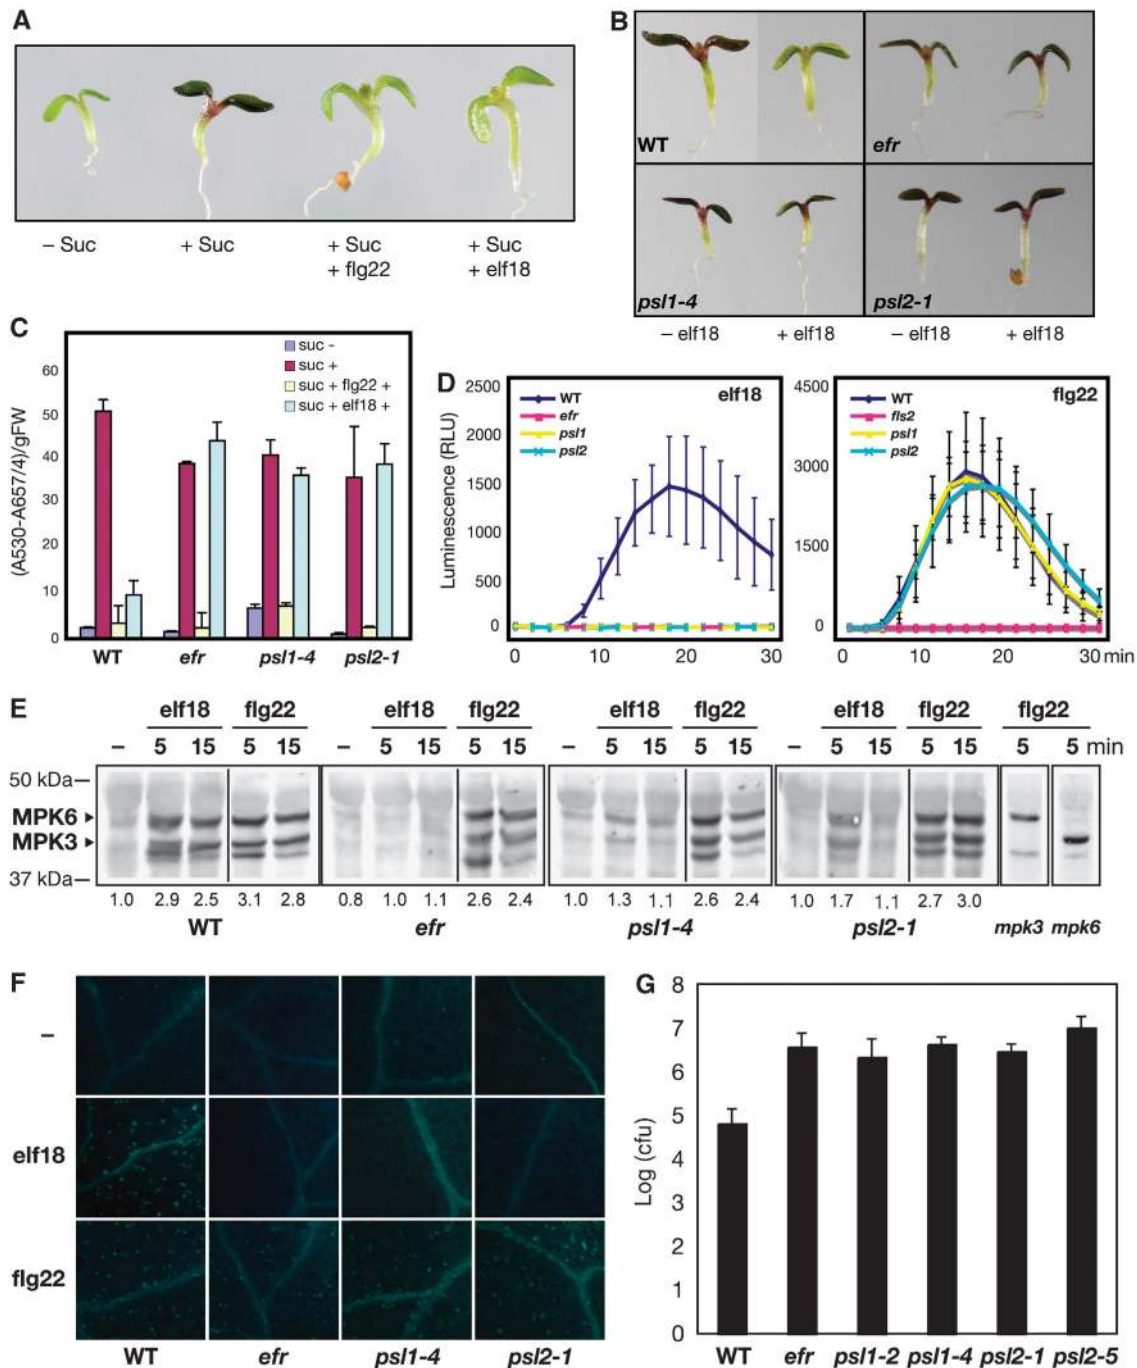 A
– Suc
+ Suc
+ Suc
+ flg22
+ Suc
+ elf18
B
WT
efr
psl1-4
psl2-1
– elf18
+ elf18
– elf18
+ elf18
C
(A530-A657/4)/gFW
60
50
40
30
20
10
0
suc -
suc +
suc + flg22 +
suc + elf18 +
WT
efr
psl1-4
psl2-1
D
Luminescence (RLU)
2500
2000
1500
1000
500
0
WT
efr
psl1
psl2
elf18
0
10
20
30
4500
3000
1500
0
WT
fls2
psl1
psl2
flg22
0
10
20
30 min
E
elf18 flg22 elf18 flg22 elf18 flg22 elf18 flg22 flg22
– 5 15 5 15 – 5 15 5 15 – 5 15 5 15 – 5 15 5 15 5 5 min
50 kDa—
MPK6
MPK3
37 kDa—
1.0 2.9 2.5 3.1 2.8 0.8 1.0 1.1 2.6 2.4 1.0 1.3 1.1 2.6 2.4 1.0 1.7 1.1 2.7 3.0
WT efr psl1-4 psl2-1 mpk3 mpk6
F
–
elf18
flg22
WT
efr
psl1-4
psl2-1
G
Log (cfu)
8
7
6
5
4
3
2
1
0
WT
efr
psl1-2
psl1-4
psl2-1
psl2-5